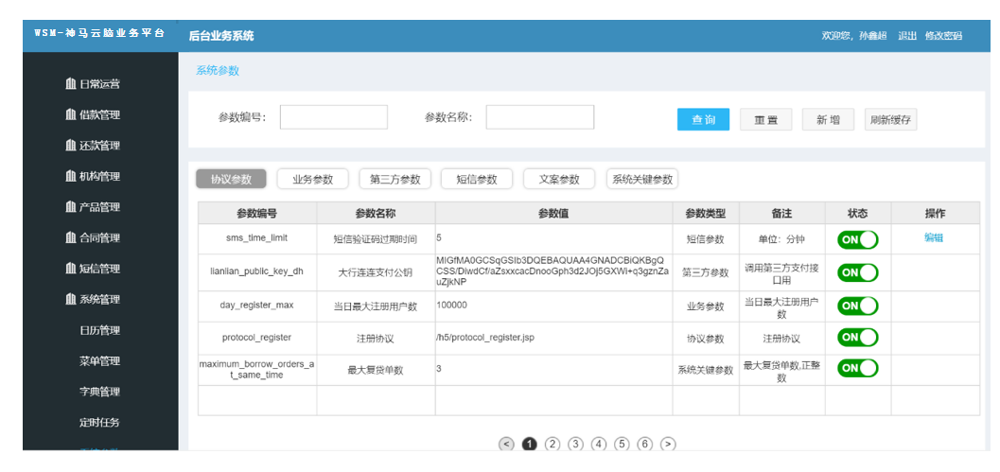 WSM-神马云脑业务平台
后台业务系统
欢迎您，孙鑫超 退出 修改密码
系统参数
日常运营
借款管理
还款管理
机构管理
产品管理
合同管理
短信管理
系统管理
日历管理
菜单管理
字典管理
定时任务
参数编号：
参数名称：
查 询 重 置 新 增 刷新缓存
协议参数 业务参数 第三方参数 短信参数 文案参数 系统关键参数
参数编号 参数名称 参数值 参数类型 备注 状态 操作
sms_time_limit 短信验证码过期时间 5 短信参数 单位：分钟 ON 编辑
lianlian_public_key_dh 大行连连支付公钥
MIGfMA0GCSqGSIb3DQEBAQUAA4GNADCBiQKBgQ
CSS/DiwdCf/aZsxxcacDnooGph3d2JOj5GXWi+q3gznZa
uZjkNP
第三方参数
调用第三方支付接
口用
ON
day_register_max 当日最大注册用户数 100000 业务参数
当日最大注册用户
数
ON
protocol_register 注册协议 /h5/protocol_register.jsp 协议参数 注册协议 ON
maximum_borrow_orders_a
t_same_time
最大复贷单数 3 系统关键参数
最大复贷单数,正整
数
ON
< 1 2 3 4 5 6 >